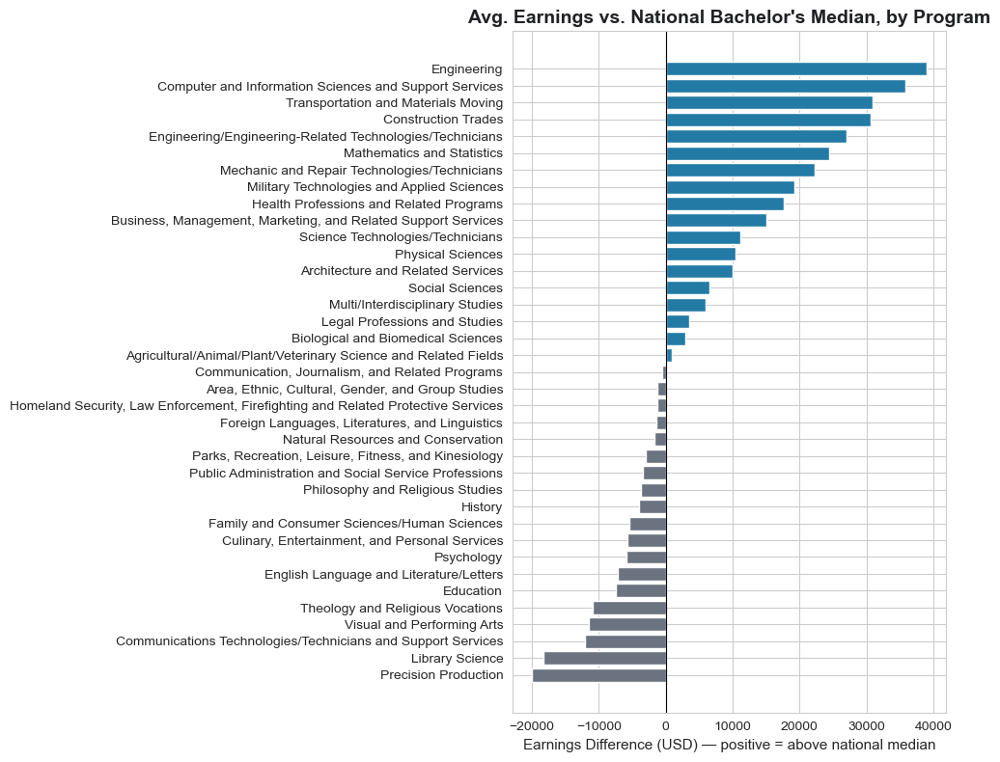 Avg. Earnings vs. National Bachelor's Median, by Program
Engineering
Computer and Information Sciences and Support Services
Transportation and Materials Moving
Construction Trades
Engineering/Engineering-Related Technologies/Technicians
Mathematics and Statistics
Mechanic and Repair Technologies/Technicians
Military Technologies and Applied Sciences
Health Professions and Related Programs
Business, Management, Marketing, and Related Support Services
Science Technologies/Technicians
Physical Sciences
Architecture and Related Services
Social Sciences
Multi/Interdisciplinary Studies
Legal Professions and Studies
Biological and Biomedical Sciences
Agricultural/Animal/Plant/Veterinary Science and Related Fields
Communication, Journalism, and Related Programs
Area, Ethnic, Cultural, Gender, and Group Studies
Homeland Security, Law Enforcement, Firefighting and Related Protective Services
Foreign Languages, Literatures, and Linguistics
Natural Resources and Conservation
Parks, Recreation, Leisure, Fitness, and Kinesiology
Public Administration and Social Service Professions
Philosophy and Religious Studies
History
Family and Consumer Sciences/Human Sciences
Culinary, Entertainment, and Personal Services
Psychology
English Language and Literature/Letters
Education
Theology and Religious Vocations
Visual and Performing Arts
Communications Technologies/Technicians and Support Services
Library Science
Precision Production
−20000 −10000 0 10000 20000 30000 40000
Earnings Difference (USD) — positive = above national median